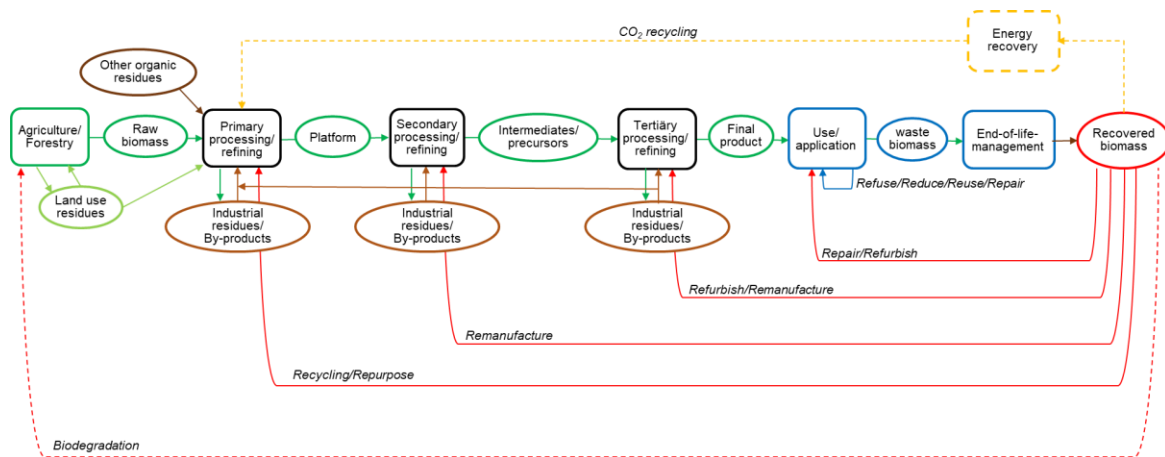 CO₂ recycling
Energy
recovery
Other organic
residues
Agriculture/
Forestry
Raw
biomass
Primary
processing/
refining
Platform
Secondary
processing/
refining
Intermediates/
precursors
Tertiary
processing/
refining
Final
product
Use/
application
waste
biomass
End-of-life-
management
Recovered
biomass
Land use
residues
Refuse/Reduce/Reuse/Repair
Industrial
residues/
By-products
Industrial
residues/
By-products
Industrial
residues/
By-products
Repair/Refurbish
Refurbish/Remanufacture
Remanufacture
Recycling/Repurpose
Biodegradation